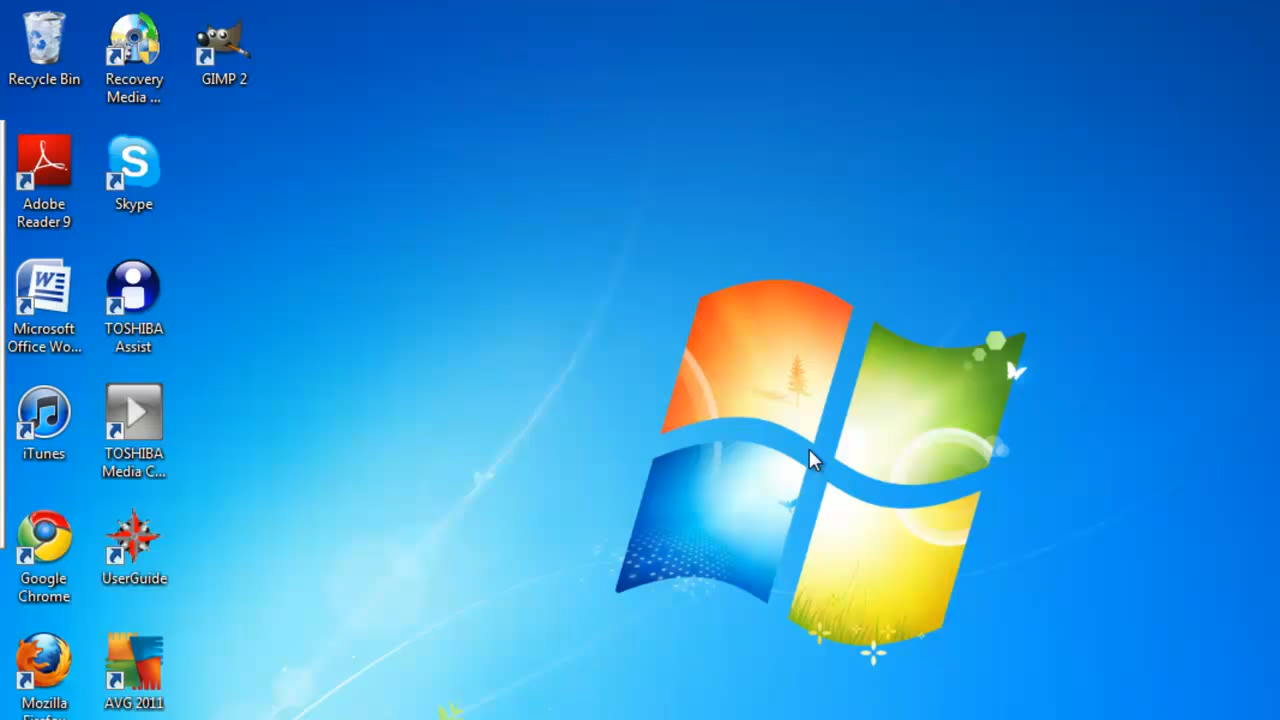 Recycle Bin
Recovery
Media ...
GIMP 2
Adobe
Reader 9
Skype
Microsoft
Office Wo...
TOSHIBA
Assist
iTunes
TOSHIBA
Media C...
Google
Chrome
UserGuide
Mozilla
Firefox
AVG 2011